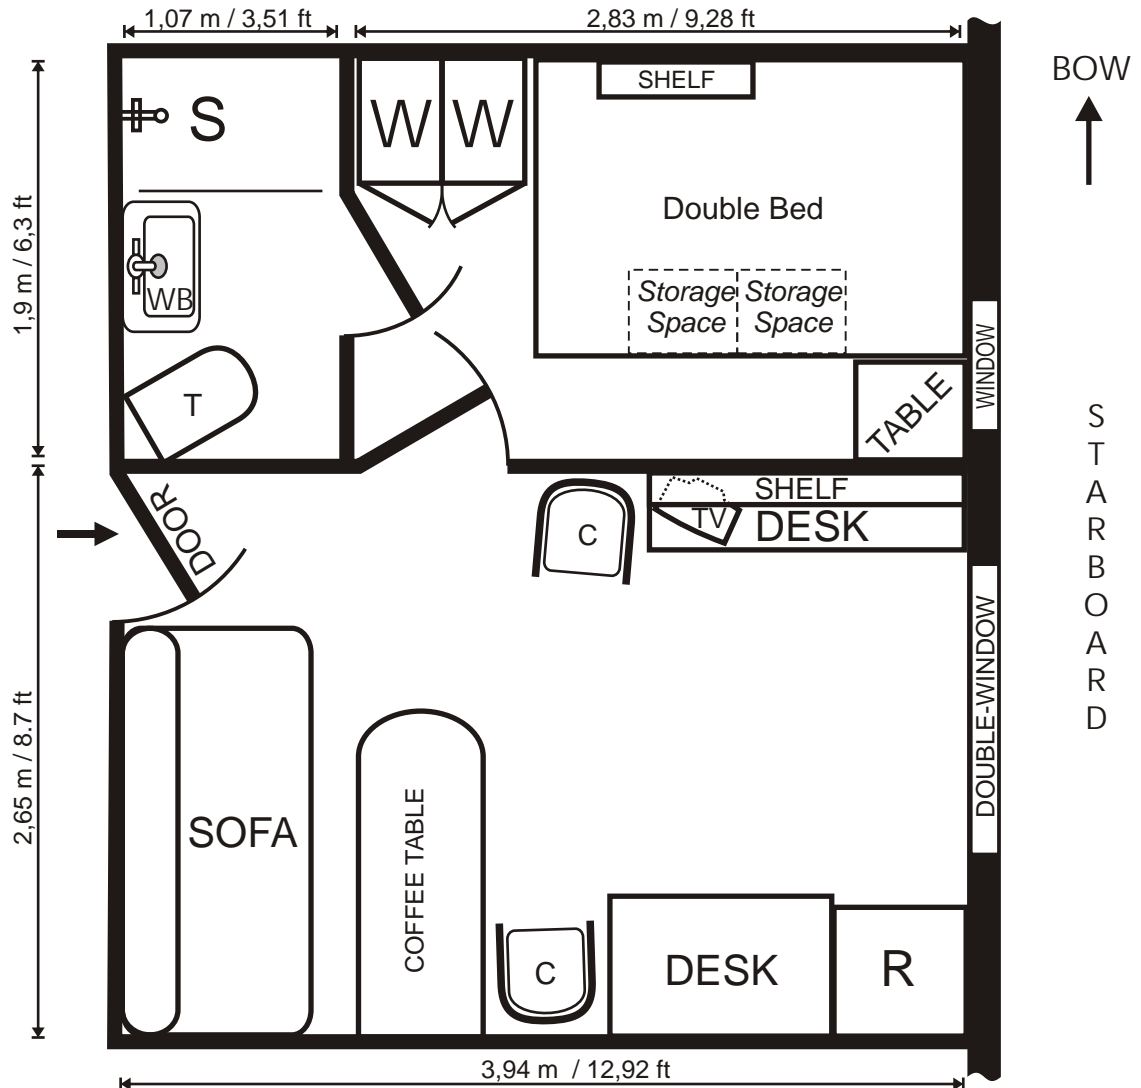 1,07 m / 3,51 ft
2,83 m / 9,28 ft
BOW
SHELF
S
W W
Double Bed
1,9 m / 6,3 ft
Storage Storage
Space Space
WB
WINDOW
T
TABLE
STARBOARD
DOOR
SHELF
TV
DESK
C
DOUBLE-WINDOW
2,65 m / 8.7 ft
SOFA
COFFEE TABLE
C
DESK
R
3,94 m / 12,92 ft